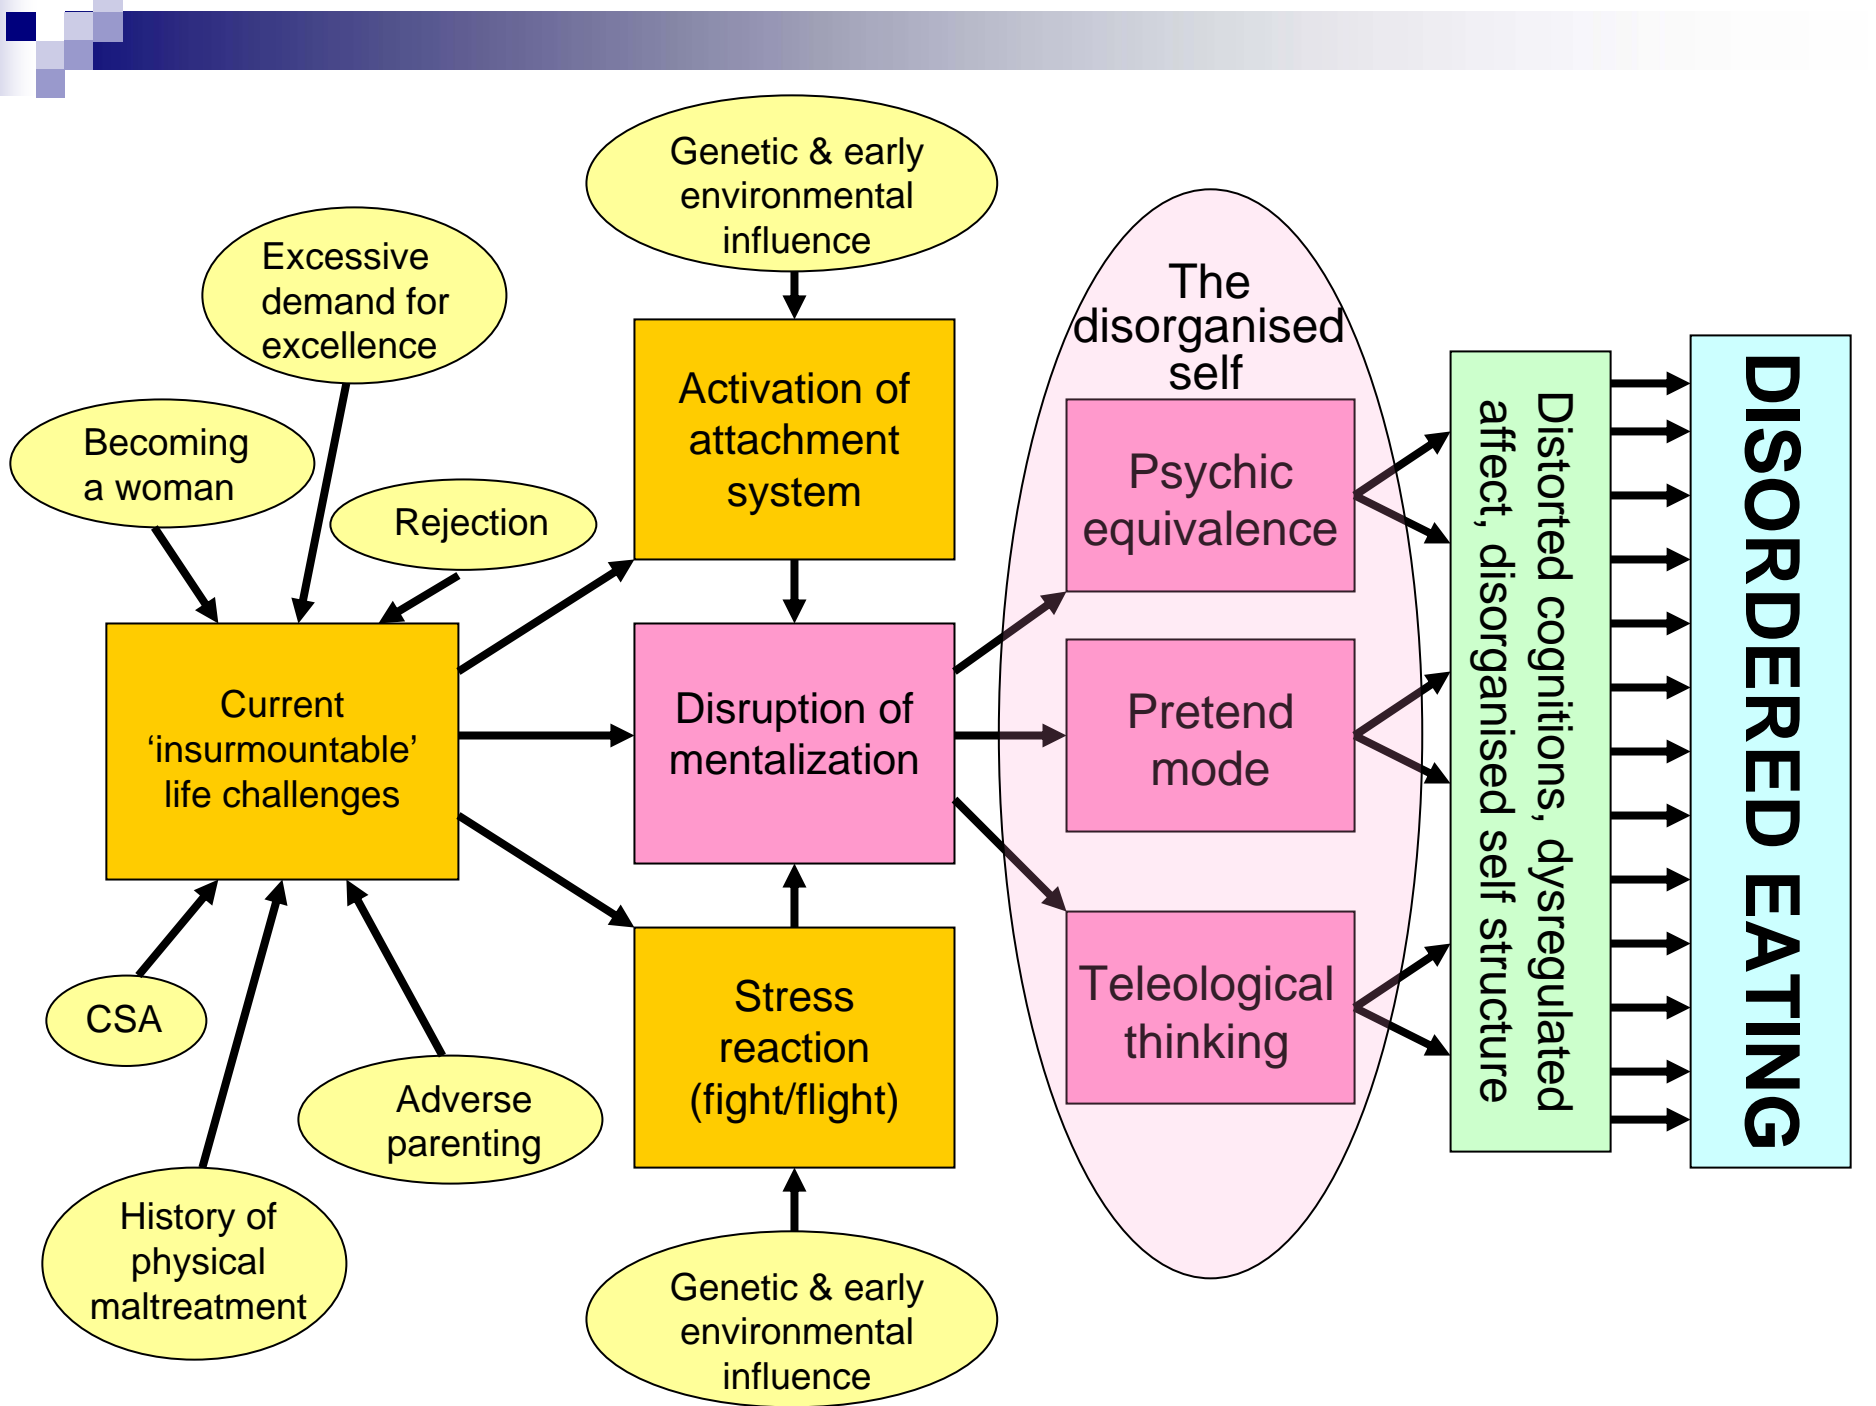 Genetic & early
environmental
influence
Excessive
demand for
excellence
Becoming
a woman
Rejection
Current
‘insurmountable’
life challenges
CSA
History of
physical
maltreatment
Adverse
parenting
Activation of
attachment
system
Disruption of
mentalization
Stress
reaction
(fight/flight)
Genetic & early
environmental
influence
The
disorganised
self
Psychic
equivalence
Pretend
mode
Teleological
thinking
Distorted cognitions, dysregulated
affect, disorganised self structure
DISORDERED EATING